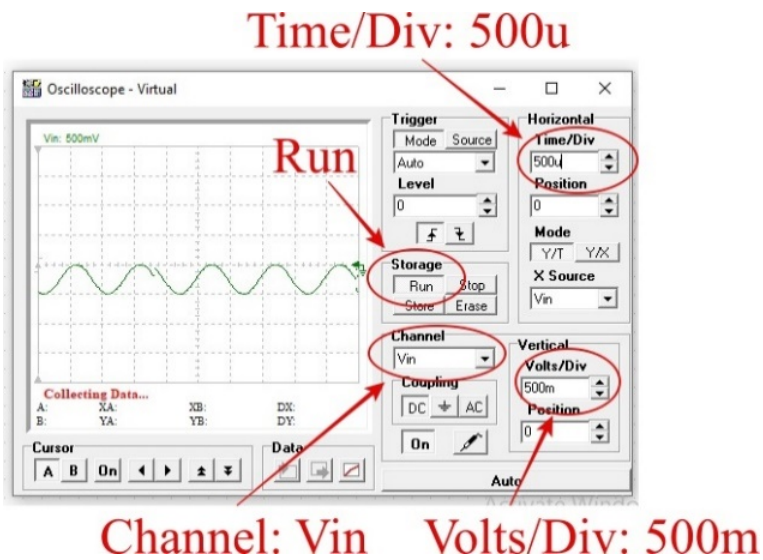 Time/Div: 500u
Oscilloscope - Virtual
Vin: 500mV
Run
Trigger
Mode Source
Auto
Level
0
Horizontal
Time/Div
500u
Position
0
Mode
Y/T Y/X
X Source
Vin
Storage
Run Stop
Store Erase
Channel
Vin
Coupling
DC AC
On
Vertical
Volts/Div
500m
Position
0
Collecting Data...
A: XA: XB: DX:
B: YA: YB: DY:
Cursor
A B On
Data
Auto
Channel: Vin Volts/Div: 500m